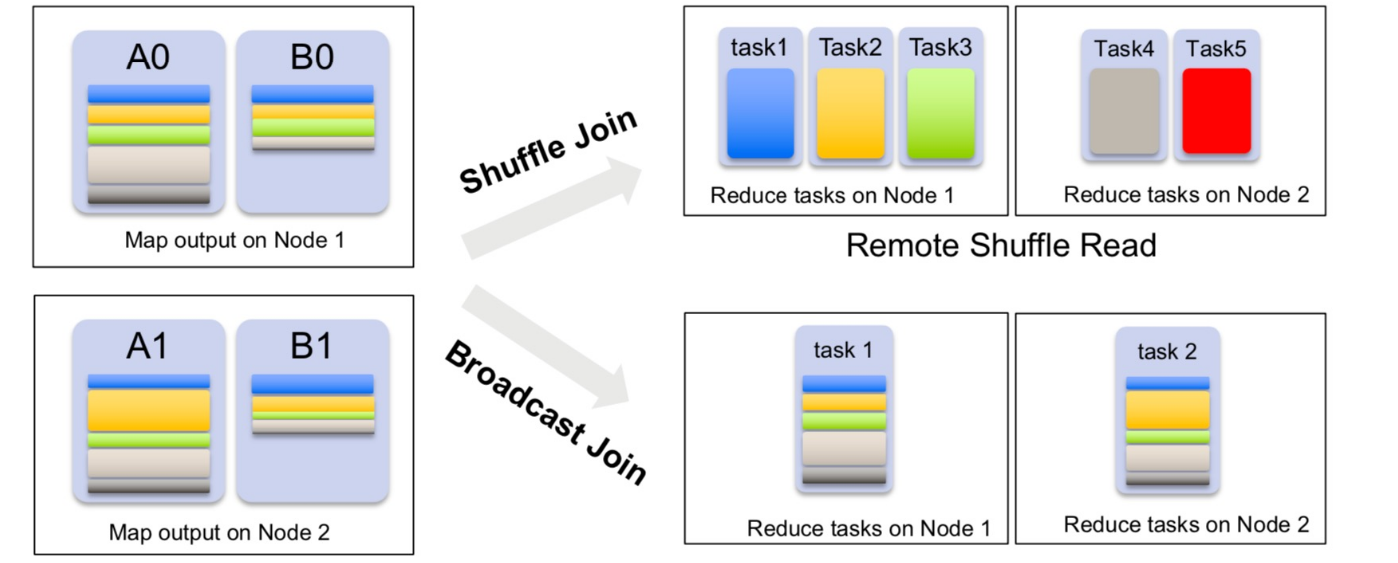 A0
B0
Map output on Node 1
A1
B1
Map output on Node 2
Shuffle Join
Broadcast Join
task1
Task2
Task3
Reduce tasks on Node 1
Task4
Task5
Reduce tasks on Node 2
Remote Shuffle Read
task 1
Reduce tasks on Node 1
task 2
Reduce tasks on Node 2